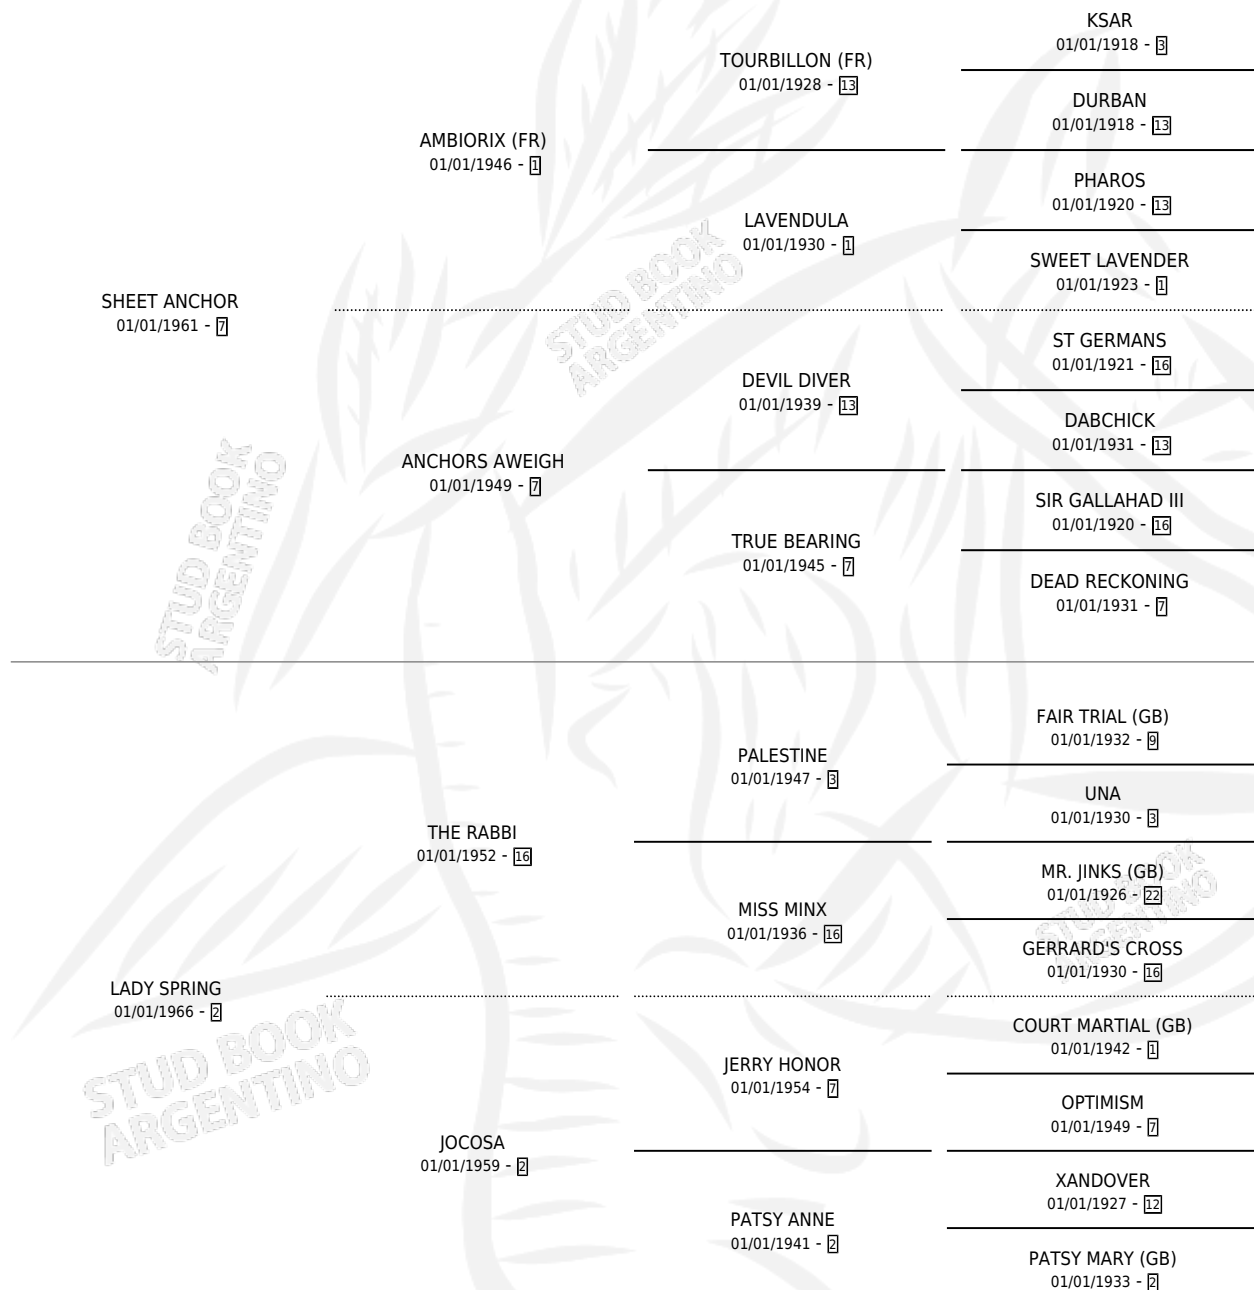 KSAR
01/01/1918 - 3
TOURBILLON (FR)
01/01/1928 - 13
DURBAN
01/01/1918 - 13
AMBIORIX (FR)
01/01/1946 - 1
PHAROS
01/01/1920 - 13
LAVENDULA
01/01/1930 - 1
SWEET LAVENDER
01/01/1923 - 1
SHEET ANCHOR
01/01/1961 - 7
STUD BOOK
ARGENTINO
ST GERMANS
01/01/1921 - 16
DEVIL DIVER
01/01/1939 - 13
DABCHICK
01/01/1931 - 13
ANCHORS AWEIGH
01/01/1949 - 7
SIR GALLAHAD III
01/01/1920 - 16
TRUE BEARING
01/01/1945 - 7
DEAD RECKONING
01/01/1931 - 7
STUD BOOK
ARGENTINO
FAIR TRIAL (GB)
01/01/1932 - 9
PALESTINE
01/01/1947 - 3
UNA
01/01/1930 - 3
THE RABBI
01/01/1952 - 16
MR. JINKS (GB)
01/01/1926 - 22
MISS MINX
01/01/1936 - 16
GERRARD'S CROSS
01/01/1930 - 16
STUD BOOK
ARGENTINO
LADY SPRING
01/01/1966 - 2
COURT MARTIAL (GB)
01/01/1942 - 1
JERRY HONOR
01/01/1954 - 7
OPTIMISM
01/01/1949 - 7
STUD BOOK
ARGENTINO
JOCOSA
01/01/1959 - 2
XANDOVER
01/01/1927 - 12
PATSY ANNE
01/01/1941 - 2
PATSY MARY (GB)
01/01/1933 - 2